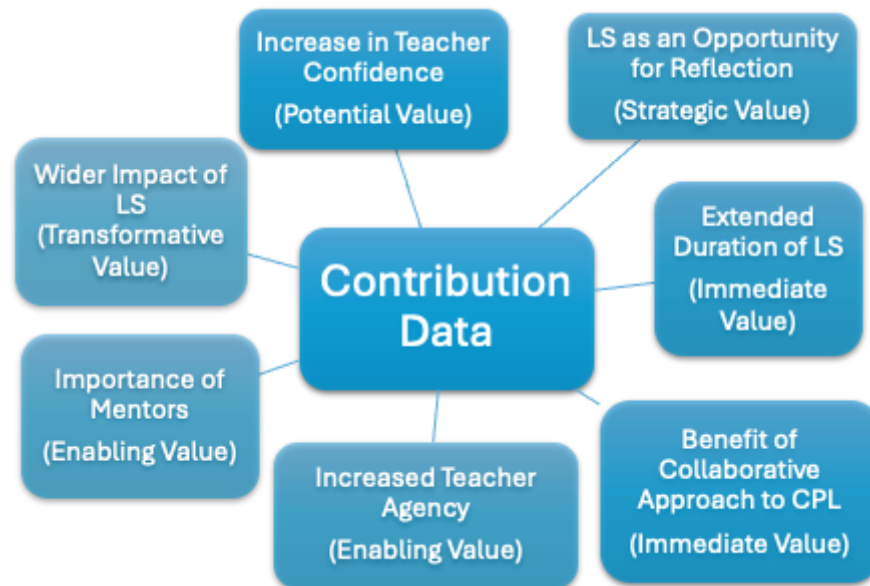 Increase in Teacher
Confidence
(Potential Value)
LS as an Opportunity
for Reflection
(Strategic Value)
Wider Impact of
LS
(Transformative
Value)
Extended
Duration of LS
(Immediate
Value)
Contribution
Data
Importance of
Mentors
(Enabling Value)
Increased Teacher
Agency
(Enabling Value)
Benefit of
Collaborative
Approach to CPL
(Immediate Value)